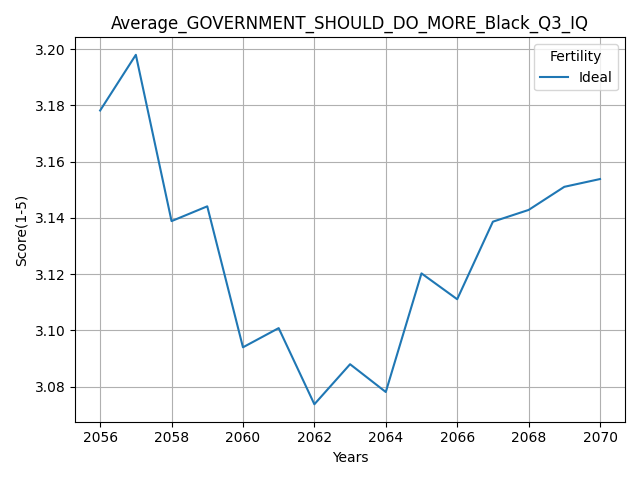 Average_GOVERNMENT_SHOULD_DO_MORE_Black_Q3_IQ
Fertility
Ideal
Score(1-5)
3.20
3.18
3.16
3.14
3.12
3.10
3.08
2056 2058 2060 2062 2064 2066 2068 2070
Years